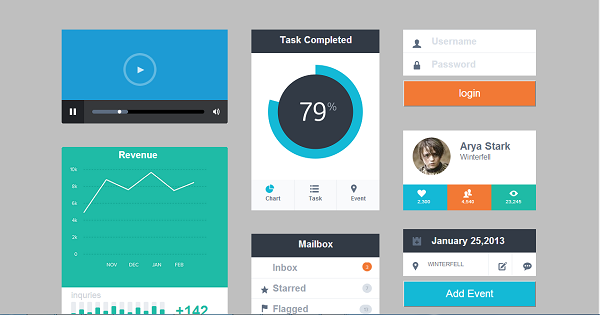 Task Completed
79%
Chart
Task
Event
Username
Password
login
Revenue
10k
8k
6k
4k
2k
0
NOV
DEC
JAN
FEB
inquries
+142
Arya Stark
Winterfell
2,300
4,540
Mailbox
Inbox
Starred
Flagged
January 25,2013
WINTERFELL
Add Event